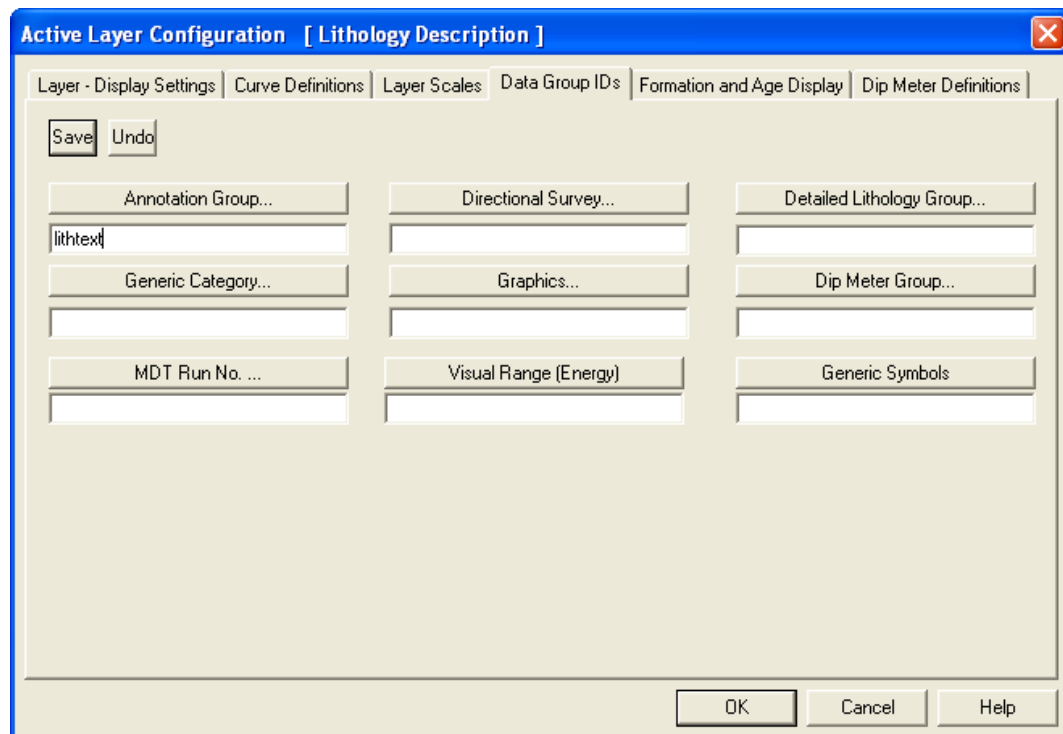 Active Layer Configuration [ Lithology Description ]
Layer - Display Settings Curve Definitions Layer Scales Data Group IDs Formation and Age Display Dip Meter Definitions
Save Undo
Annotation Group... Directional Survey... Detailed Lithology Group...
lithtext
Generic Category... Graphics... Dip Meter Group...
MDT Run No. ... Visual Range (Energy) Generic Symbols
OK Cancel Help